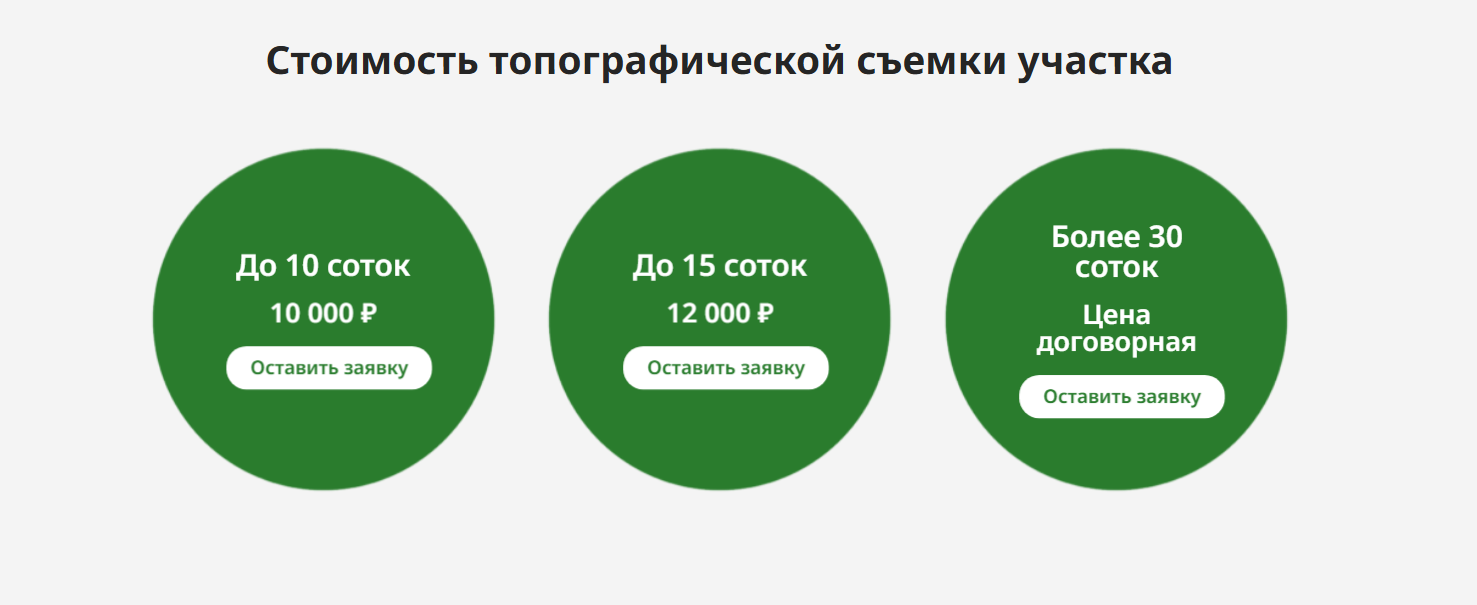 Стоимость топографической съемки участка
До 10 соток
10 000 ₽
Оставить заявку
До 15 соток
12 000 ₽
Оставить заявку
Более 30
соток
Цена
договорная
Оставить заявку